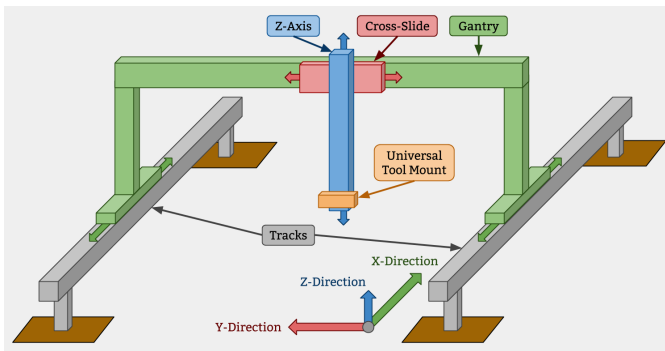 Z-Axis
Cross-Slide
Gantry
Universal
Tool Mount
Tracks
X-Direction
Z-Direction
Y-Direction